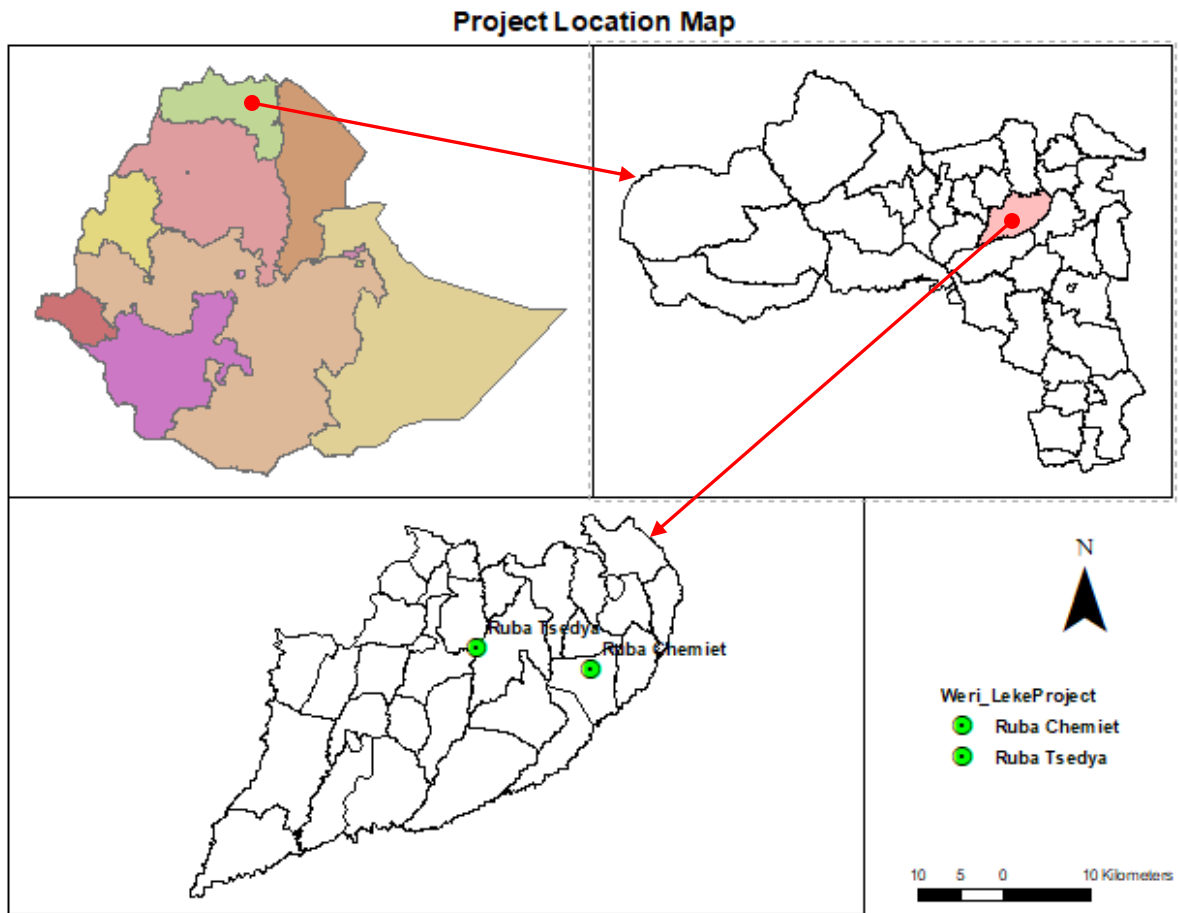 Project Location Map
Ruba Tsedya
Ruba Chemiet
N
Weri_LekeProject
Ruba Chemiet
Ruba Tsedya
10 5 0 10 Kilometers